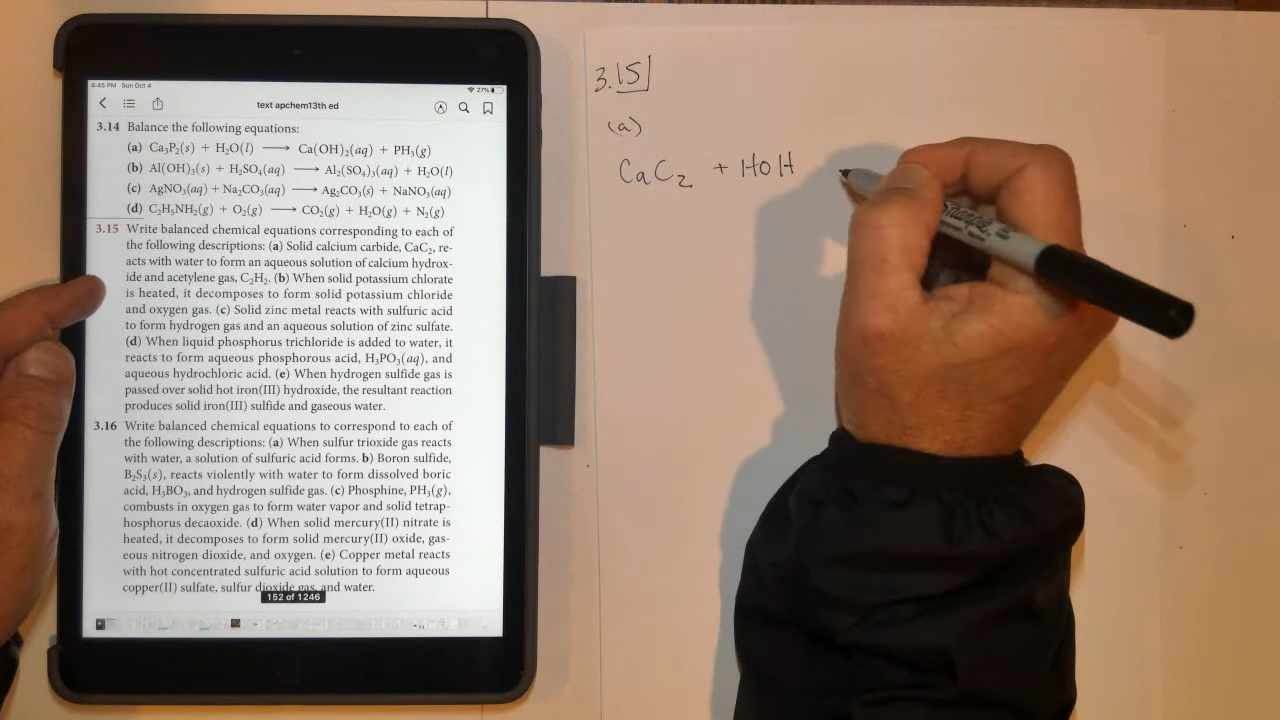 4:45 PM Sun Oct 4
27%
text apchem13th ed
3.14 Balance the following equations:
(a) Ca₃P₂(s) + H₂O(l) ⟶ Ca(OH)₂(aq) + PH₃(g)
(b) Al(OH)₃(s) + H₂SO₄(aq) ⟶ Al₂(SO₄)₃(aq) + H₂O(l)
(c) AgNO₃(aq) + Na₂CO₃(aq) ⟶ Ag₂CO₃(s) + NaNO₃(aq)
(d) C₂H₅NH₂(g) + O₂(g) ⟶ CO₂(g) + H₂O(g) + N₂(g)
3.15 Write balanced chemical equations corresponding to each of
the following descriptions: (a) Solid calcium carbide, CaC₂, re-
acts with water to form an aqueous solution of calcium hydrox-
ide and acetylene gas, C₂H₂. (b) When solid potassium chlorate
is heated, it decomposes to form solid potassium chloride
and oxygen gas. (c) Solid zinc metal reacts with sulfuric acid
to form hydrogen gas and an aqueous solution of zinc sulfate.
(d) When liquid phosphorus trichloride is added to water, it
reacts to form aqueous phosphorous acid, H₃PO₃(aq), and
aqueous hydrochloric acid. (e) When hydrogen sulfide gas is
passed over solid hot iron(III) hydroxide, the resultant reaction
produces solid iron(III) sulfide and gaseous water.
3.16 Write balanced chemical equations to correspond to each of
the following descriptions: (a) When sulfur trioxide gas reacts
with water, a solution of sulfuric acid forms. b) Boron sulfide,
B₂S₃(s), reacts violently with water to form dissolved boric
acid, H₃BO₃, and hydrogen sulfide gas. (c) Phosphine, PH₃(g),
combusts in oxygen gas to form water vapor and solid tetrap-
hosphorus decaoxide. (d) When solid mercury(II) nitrate is
heated, it decomposes to form solid mercury(II) oxide, gas-
eous nitrogen dioxide, and oxygen. (e) Copper metal reacts
with hot concentrated sulfuric acid solution to form aqueous
copper(II) sulfate, sulfur dioxide gas, and water.
152 of 1246
3.15
(a)
CaC₂ + HOH